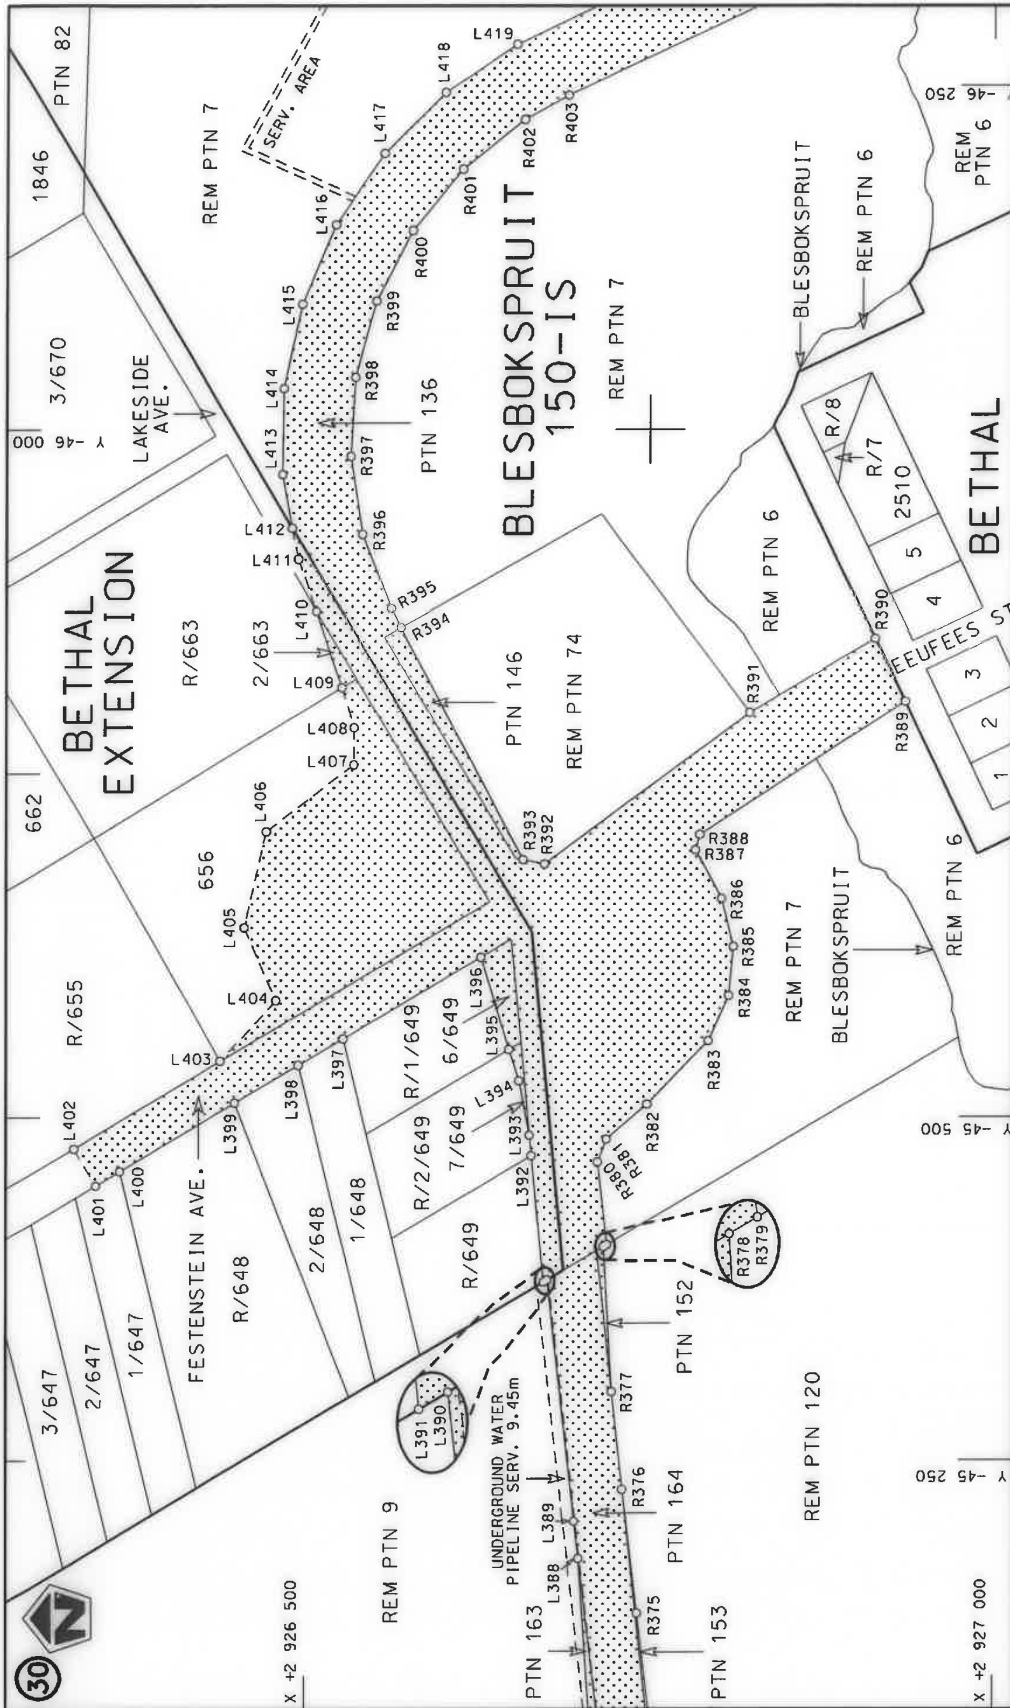 30
N
X +2 926 500
X +2 927 000
Y -45 250
Y -45 500
Y -46 000
Y -46 250
BETHAL
EXTENSION
BLESBOKSPRUIT
150-IS
BETHAL
3/647
2/647
1/647
FESTENSTEIN AVE.
R/648
2/648
1/648
R/649
R/2/649
7/649
R/1/649
6/649
R/655
656
662
R/663
2/663
LAKESIDE
AVE.
3/670
1846
PTN 82
REM PTN 7
SERV. AREA
REM PTN 9
UNDERGROUND WATER
PIPELINE SERV. 9.45m
PTN 163
PTN 153
PTN 164
PTN 152
REM PTN 120
PTN 146
REM PTN 74
PTN 136
REM PTN 7
REM PTN 7
BLESBOKSPRUIT
REM PTN 6
REM PTN 6
BLESBOKSPRUIT
REM PTN 6
REM
PTN 6
EEUFEES ST
1
2
3
4
5
2510
R/7
R/8
L388
L389
L390
L391
L392
L393
L394
L395
L396
L397
L398
L399
L400
L401
L402
L403
L404
L405
L406
L407
L408
L409
L410
L411
L412
L413
L414
L415
L416
L417
L418
L419
R375
R376
R377
R378
R379
R380
R381
R382
R383
R384
R385
R386
R387
R388
R389
R390
R391
R392
R393
R394
R395
R396
R397
R398
R399
R400
R401
R402
R403